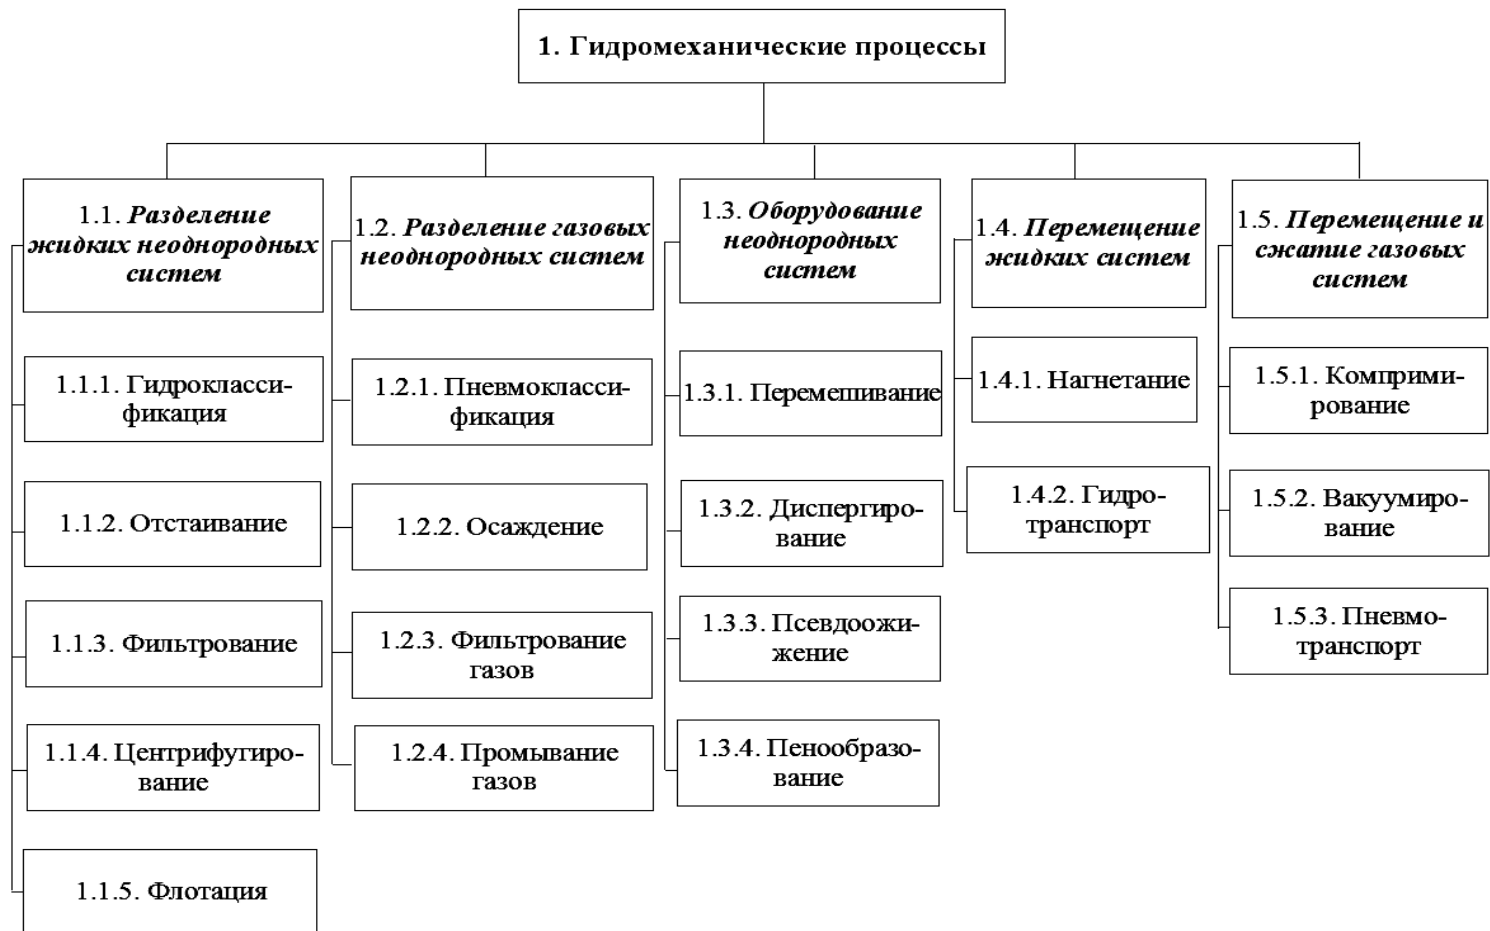 1. Гидромеханические процессы
1.1. Разделение
жидких неоднородных
систем
1.1.1. Гидрокласси-
фикация
1.1.2. Отстаивание
1.1.3. Фильтрование
1.1.4. Центрифугиро-
вание
1.1.5. Флотация
1.2. Разделение газовых
неоднородных систем
1.2.1. Пневмокласси-
фикация
1.2.2. Осаждение
1.2.3. Фильтрование
газов
1.2.4. Промывание
газов
1.3. Оборудование
неоднородных
систем
1.3.1. Перемешивание
1.3.2. Диспергиро-
вание
1.3.3. Псевдоожи-
жение
1.3.4. Пенообразо-
вание
1.4. Перемещение
жидких систем
1.4.1. Нагнетание
1.4.2. Гидро-
транспорт
1.5. Перемещение и
сжатие газовых
систем
1.5.1. Комприми-
рование
1.5.2. Вакуумиро-
вание
1.5.3. Пневмо-
транспорт